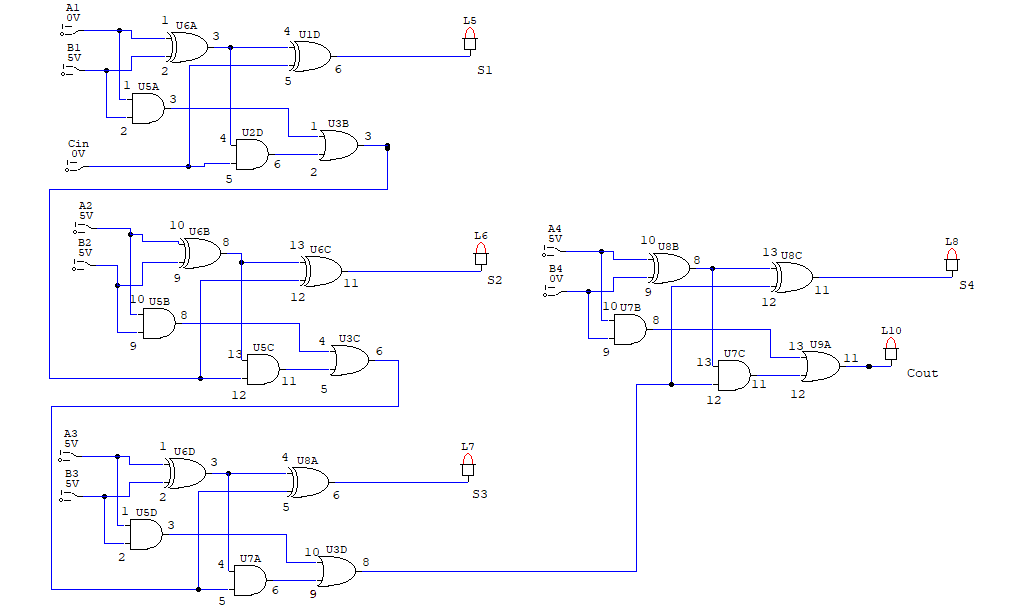 A1
0V
1
U6A
3
4
U1D
L5
B1
5V
2
5
6
S1
1
U5A
3
2
Cin
0V
4
U2D
6
5
1
U3B
3
2
A2
5V
10
U6B
8
13
U6C
L6
B2
5V
9
12
11
S2
10
U5B
8
9
13
U5C
11
12
4
U3C
6
5
A3
5V
1
U6D
3
4
U8A
L7
B3
5V
2
5
6
S3
1
U5D
3
2
4
U7A
6
5
10
U3D
8
9
A4
5V
10
U8B
8
13
U8C
L8
B4
0V
9
12
11
S4
10
U7B
8
9
13
U7C
11
12
13
U9A
11
12
L10
Cout